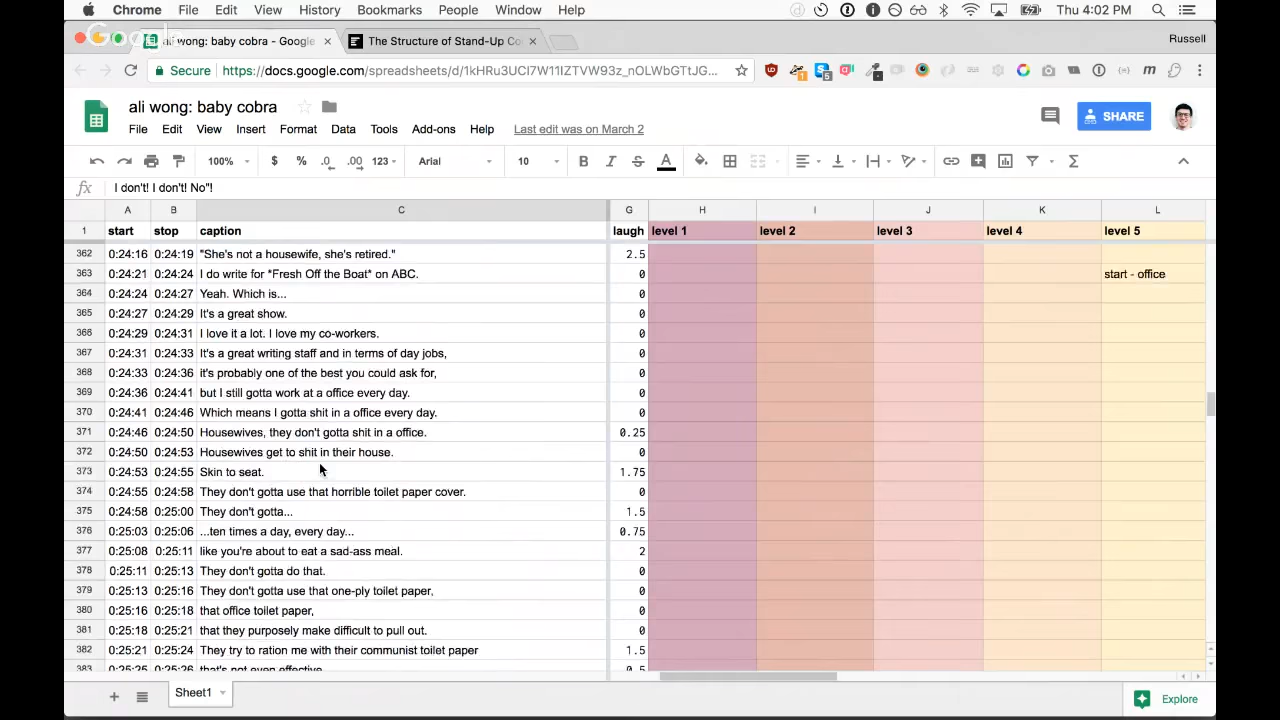 Chrome File Edit View History Bookmarks People Window Help Thu 4:02 PM
Google
ali wong: baby cobra - Google × The Structure of Stand-Up Co × Russell
Secure https://docs.google.com/spreadsheets/d/1kHRu3UCI7W11IZTVW93z_nOLWbGTtJG...
ali wong: baby cobra
File Edit View Insert Format Data Tools Add-ons Help Last edit was on March 2
SHARE
100% $ % .0 .00 123 Arial 10 B I S A
fx I don't! I don't! No"!
A B C G H I J K L
1 start stop caption laugh level 1 level 2 level 3 level 4 level 5
362 0:24:16 0:24:19 "She's not a housewife, she's retired." 2.5
363 0:24:21 0:24:24 I do write for *Fresh Off the Boat* on ABC. 0 start - office
364 0:24:24 0:24:27 Yeah. Which is... 0
365 0:24:27 0:24:29 It's a great show. 0
366 0:24:29 0:24:31 I love it a lot. I love my co-workers. 0
367 0:24:31 0:24:33 It's a great writing staff and in terms of day jobs, 0
368 0:24:33 0:24:36 it's probably one of the best you could ask for, 0
369 0:24:36 0:24:41 but I still gotta work at a office every day. 0
370 0:24:41 0:24:46 Which means I gotta shit in a office every day. 0
371 0:24:46 0:24:50 Housewives, they don't gotta shit in a office. 0.25
372 0:24:50 0:24:53 Housewives get to shit in their house. 0
373 0:24:53 0:24:55 Skin to seat. 1.75
374 0:24:55 0:24:58 They don't gotta use that horrible toilet paper cover. 0
375 0:24:58 0:25:00 They don't gotta... 1.5
376 0:25:03 0:25:06 ...ten times a day, every day... 0.75
377 0:25:08 0:25:11 like you're about to eat a sad-ass meal. 2
378 0:25:11 0:25:13 They don't gotta do that. 0
379 0:25:13 0:25:16 They don't gotta use that one-ply toilet paper, 0
380 0:25:16 0:25:18 that office toilet paper, 0
381 0:25:18 0:25:21 that they purposely make difficult to pull out. 0
382 0:25:21 0:25:24 They try to ration me with their communist toilet paper 1.5
383 0:25:25 0:25:26 that's not even effective 0.5
Sheet1 Explore